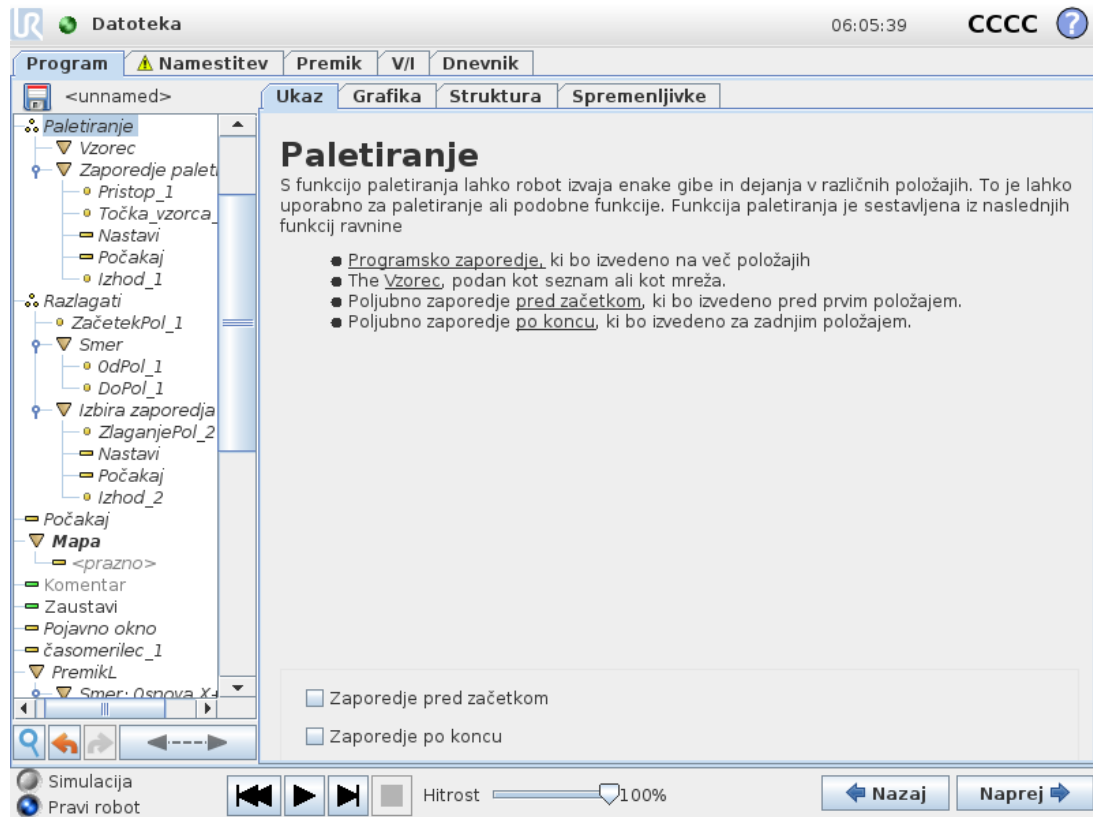 UR Datoteka 06:05:39 CCCC ?
Program Namestitev Premik V/I Dnevnik
<unnamed>
Ukaz Grafika Struktura Spremenljivke
Paletiranje
Vzorec
Zaporedje paleti
Pristop_1
Točka_vzorca_
Nastavi
Počakaj
Izhod_1
Razlagati
ZačetekPol_1
Smer
OdPol_1
DoPol_1
Izbira zaporedja
ZlaganjePol_2
Nastavi
Počakaj
Izhod_2
Počakaj
Mapa
<prazno>
Komentar
Zaustavi
Pojavno okno
časomerilec_1
PremikL
Smer: Osnova X+
Paletiranje
S funkcijo paletiranja lahko robot izvaja enake gibe in dejanja v različnih položajih. To je lahko
uporabno za paletiranje ali podobne funkcije. Funkcija paletiranja je sestavljena iz naslednjih
funkcij ravnine
Programsko zaporedje, ki bo izvedeno na več položajih
The Vzorec, podan kot seznam ali kot mreža.
Poljubno zaporedje pred začetkom, ki bo izvedeno pred prvim položajem.
Poljubno zaporedje po koncu, ki bo izvedeno za zadnjim položajem.
Zaporedje pred začetkom
Zaporedje po koncu
Simulacija
Pravi robot
Hitrost 100%
Nazaj Naprej